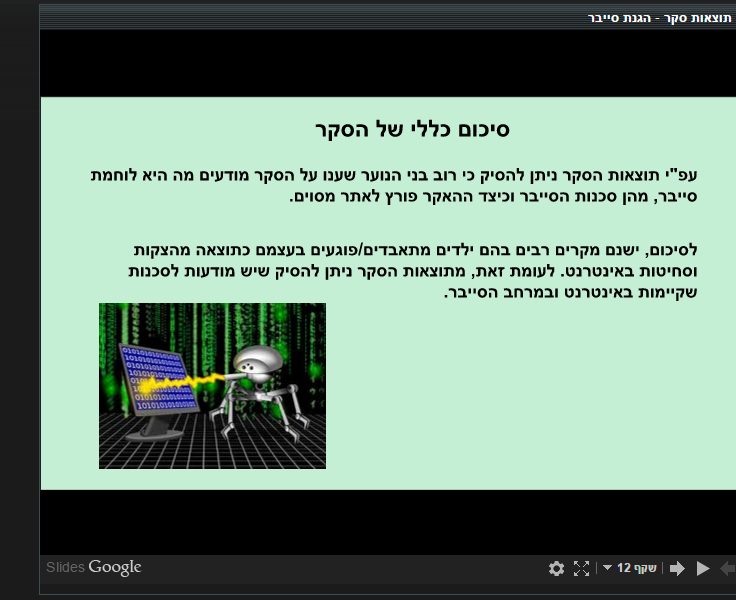 תוצאות סקר - הגנת סייבר
סיכום כללי של הסקר
עפ"י תוצאות הסקר ניתן להסיק כי רוב בני הנוער שענו על הסקר מודעים מה היא לוחמת
סייבר, מהן סכנות הסייבר וכיצד ההאקר פורץ לאתר מסוים.
לסיכום, ישנם מקרים רבים בהם ילדים מתאבדים/פוגעים בעצמם כתוצאה מהצקות
וסחיטות באינטרנט. לעומת זאת, מתוצאות הסקר ניתן להסיק שיש מודעות לסכנות
שקיימות באינטרנט ובמרחב הסייבר.
שקף 12
Slides Google